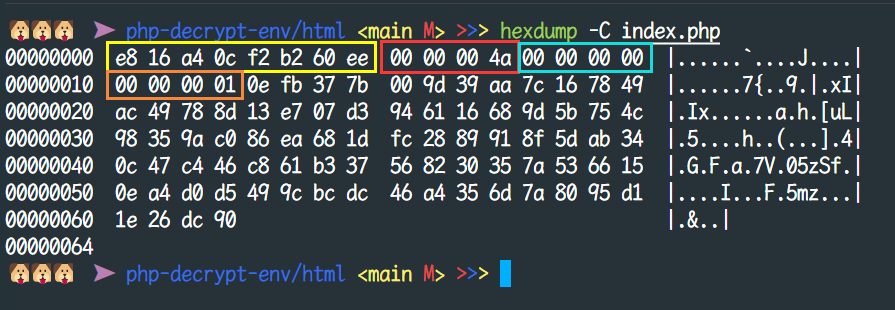 ➤ php-decrypt-env/html <main M> >>> hexdump -C index.php
00000000 e8 16 a4 0c f2 b2 60 ee 00 00 00 4a 00 00 00 00 |......`....J....|
00000010 00 00 00 01 0e fb 37 7b 00 9d 39 aa 7c 16 78 49 |......7{..9.|.xI|
00000020 ac 49 78 8d 13 e7 07 d3 94 61 16 68 9d 5b 75 4c |.Ix......a.h.[uL|
00000030 98 35 9a c0 86 ea 68 1d fc 28 89 91 8f 5d ab 34 |.5....h..(...].4|
00000040 0c 47 c4 46 c8 61 b3 37 56 82 30 35 7a 53 66 15 |.G.F.a.7V.05zSf.|
00000050 0e a4 d0 d5 49 9c bc dc 46 a4 35 6d 7a 80 95 d1 |....I...F.5mz...|
00000060 1e 26 dc 90 |.&..|
00000064
➤ php-decrypt-env/html <main M> >>>